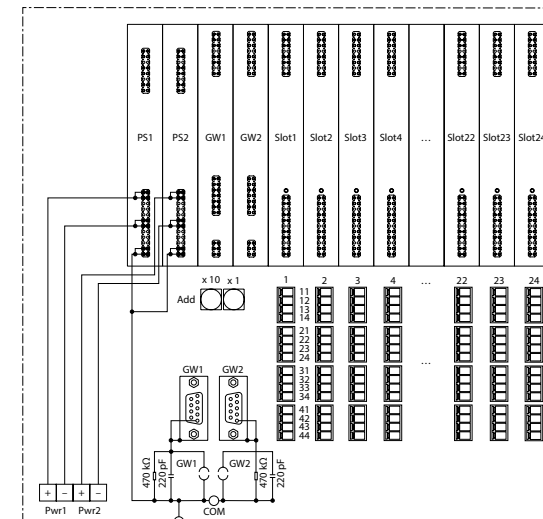 PS1 PS2 GW1 GW2 Slot1 Slot2 Slot3 Slot4 ... Slot22 Slot23 Slot24
Add x 10 x 1
1 2 3 4 ... 22 23 24
11
12
13
14
21
22
23
24
...
31
32
33
34
41
42
43
44
GW1 GW2
470 kΩ
220 pF
GW1
GW2
470 kΩ
220 pF
COM
+ – + –
Pwr1 Pwr2